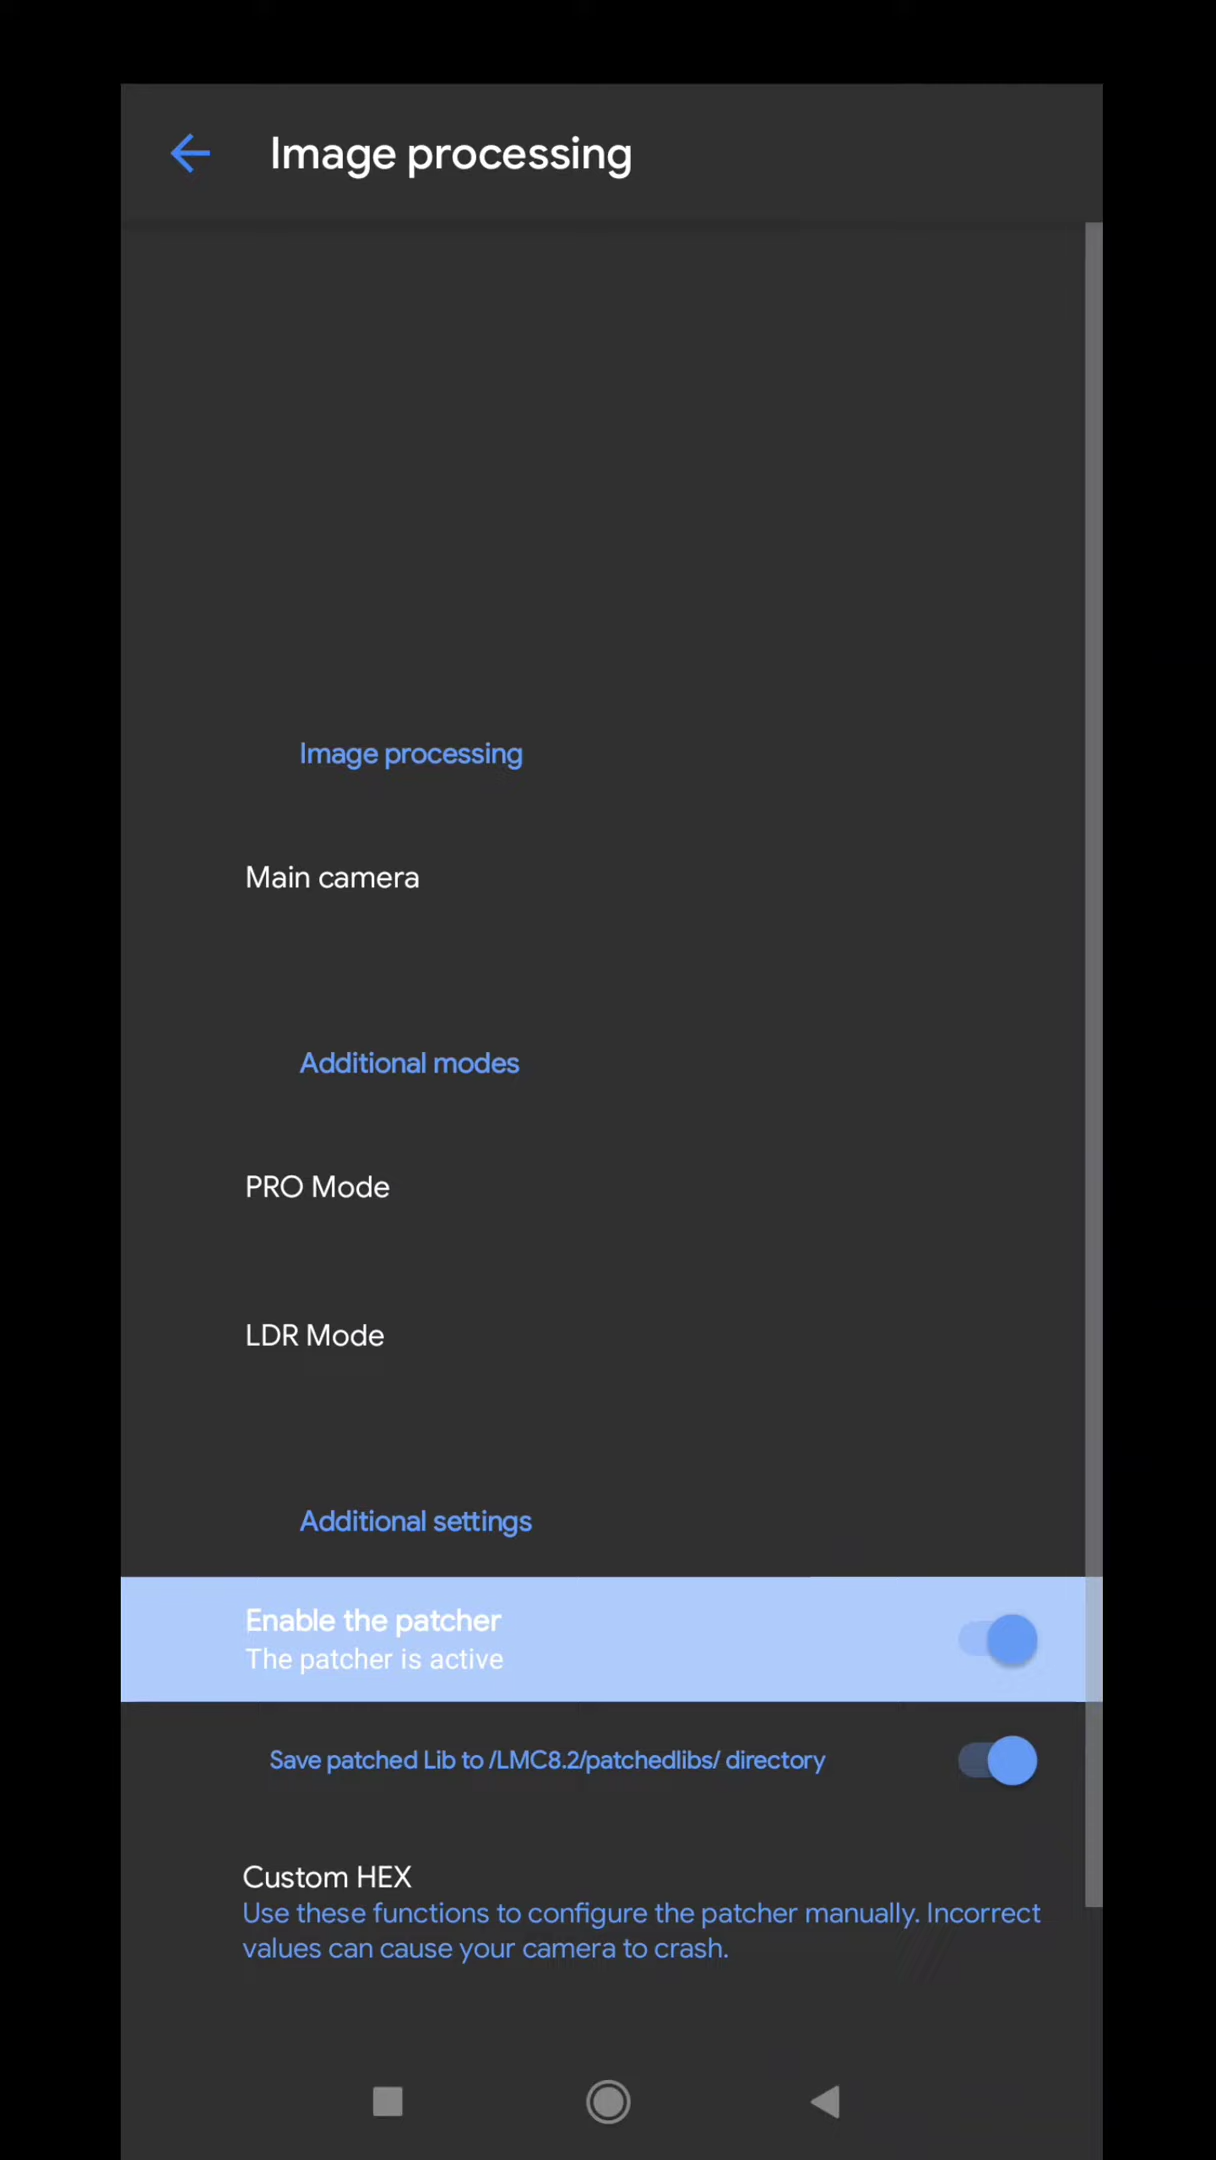 Image processing
Image processing
Main camera
Additional modes
PRO Mode
LDR Mode
Additional settings
Enable the patcher
The patcher is active
Save patched Lib to /LMC8.2/patchedlibs/ directory
Custom HEX
Use these functions to configure the patcher manually. Incorrect
values can cause your camera to crash.